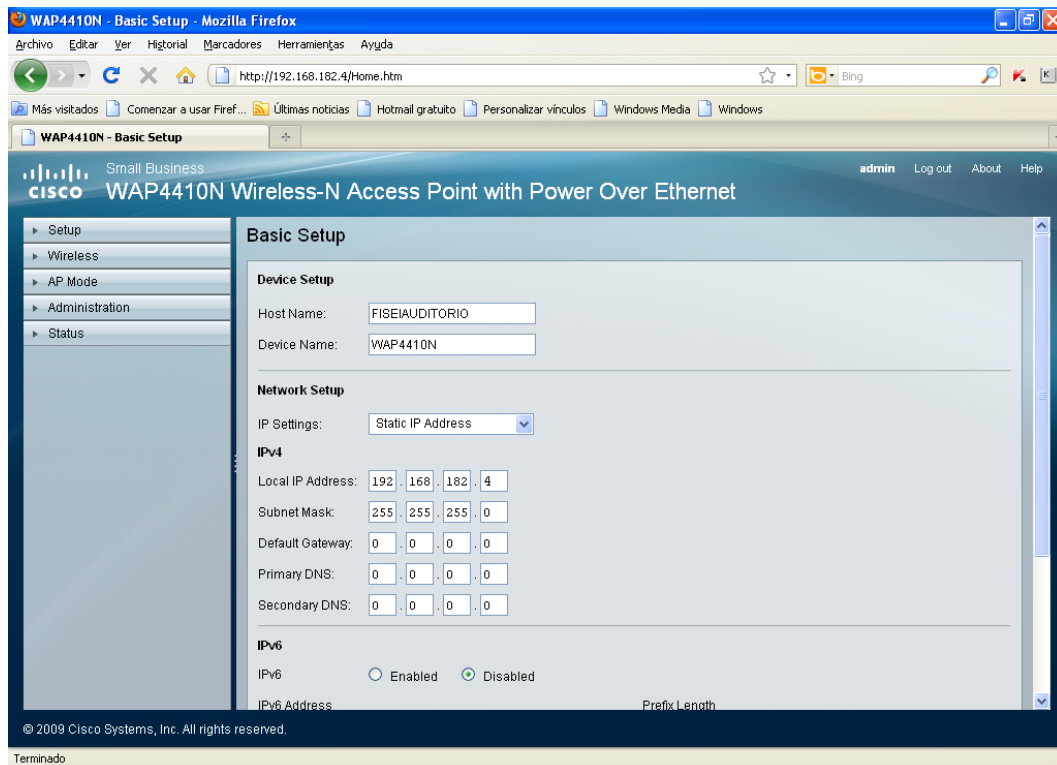 WAP4410N - Basic Setup - Mozilla Firefox
Archivo Editar Ver Historial Marcadores Herramientas Ayuda
http://192.168.182.4/Home.htm Bing
Más visitados Comenzar a usar Firef... Últimas noticias Hotmail gratuito Personalizar vínculos Windows Media Windows
WAP4410N - Basic Setup
Small Business
admin Log out About Help
cisco WAP4410N Wireless-N Access Point with Power Over Ethernet
Setup
Wireless
AP Mode
Administration
Status
Basic Setup
Device Setup
Host Name: FISEIAUDITORIO
Device Name: WAP4410N
Network Setup
IP Settings: Static IP Address
IPv4
Local IP Address: 192 . 168 . 182 . 4
Subnet Mask: 255 . 255 . 255 . 0
Default Gateway: 0 . 0 . 0 . 0
Primary DNS: 0 . 0 . 0 . 0
Secondary DNS: 0 . 0 . 0 . 0
IPv6
IPv6 Enabled Disabled
IPv6 Address Prefix Length
© 2009 Cisco Systems, Inc. All rights reserved.
Terminado